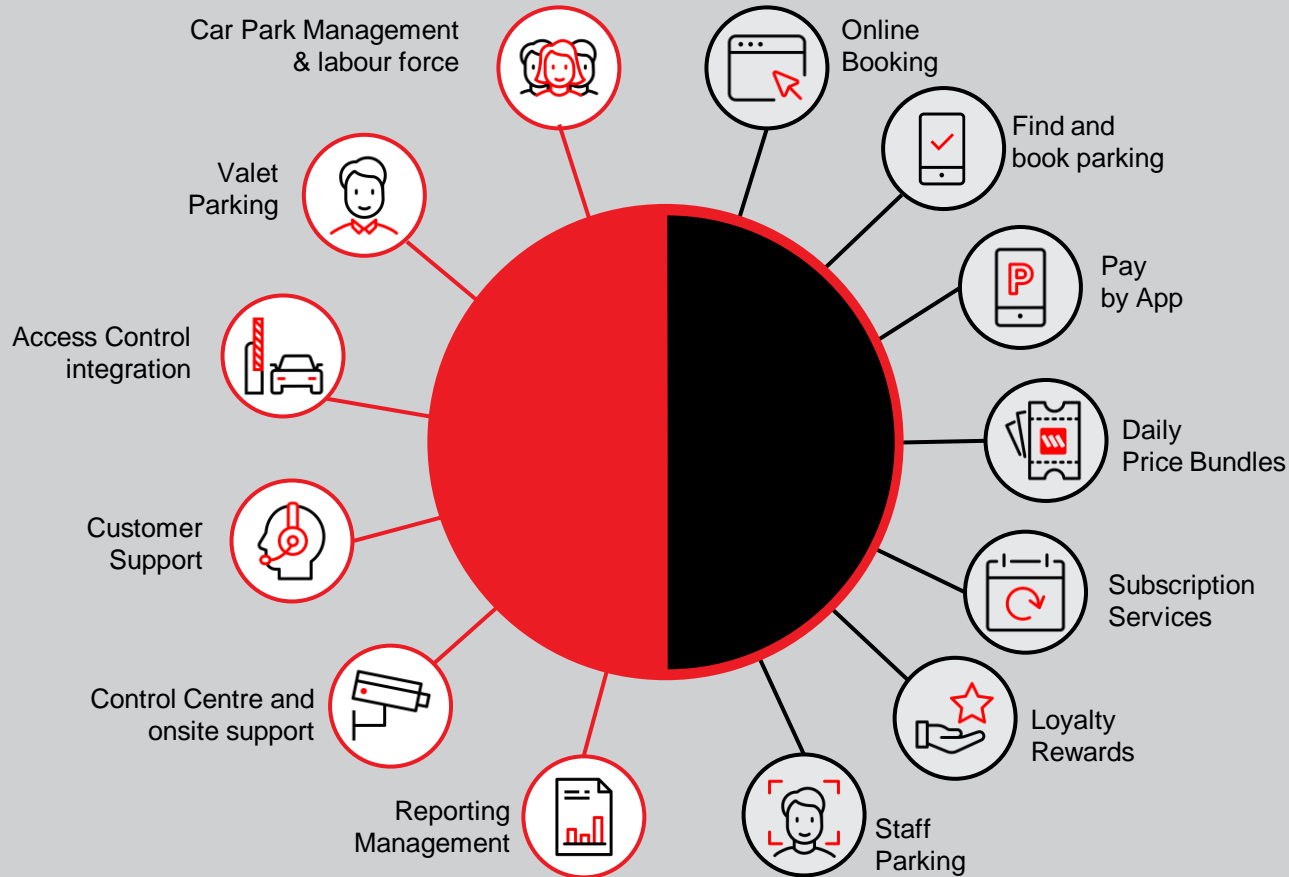 Car Park Management
& labour force
Valet
Parking
Access Control
integration
Customer
Support
Control Centre and
onsite support
Reporting
Management
Online
Booking
Find and
book parking
P
Pay
by App
Daily
Price Bundles
Subscription
Services
Loyalty
Rewards
Staff
Parking